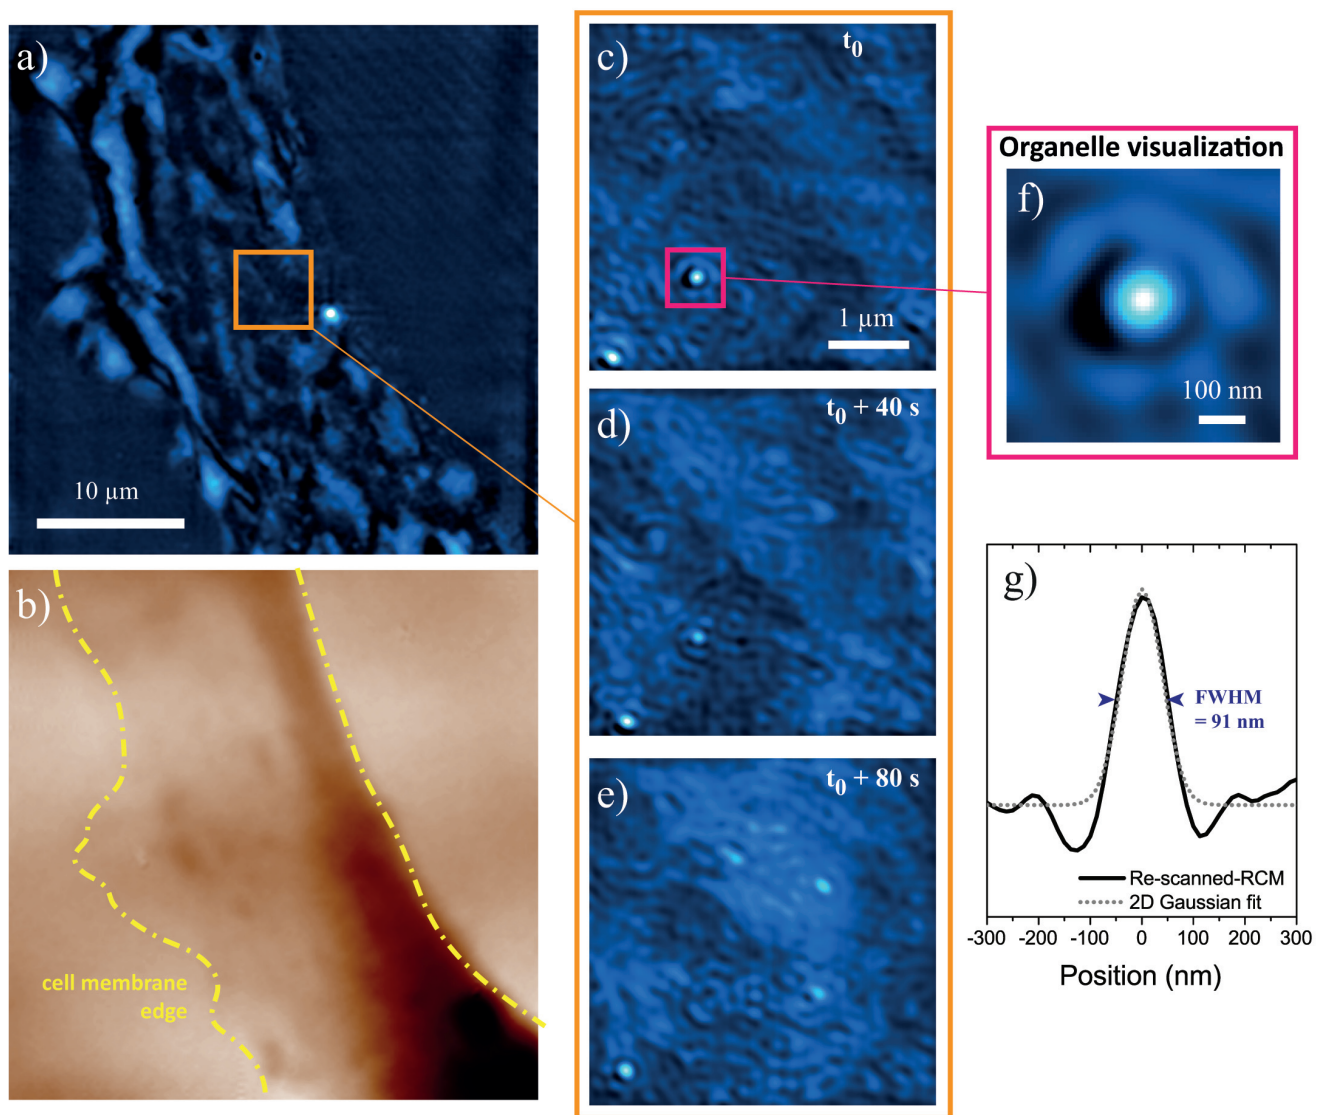 a)
10 µm
b)
cell membrane
edge
c)
t0
1 µm
d)
t0 + 40 s
e)
t0 + 80 s
Organelle visualization
f)
100 nm
g)
FWHM
= 91 nm
Re-scanned-RCM
2D Gaussian fit
-300 -200 -100 0 100 200 300
Position (nm)